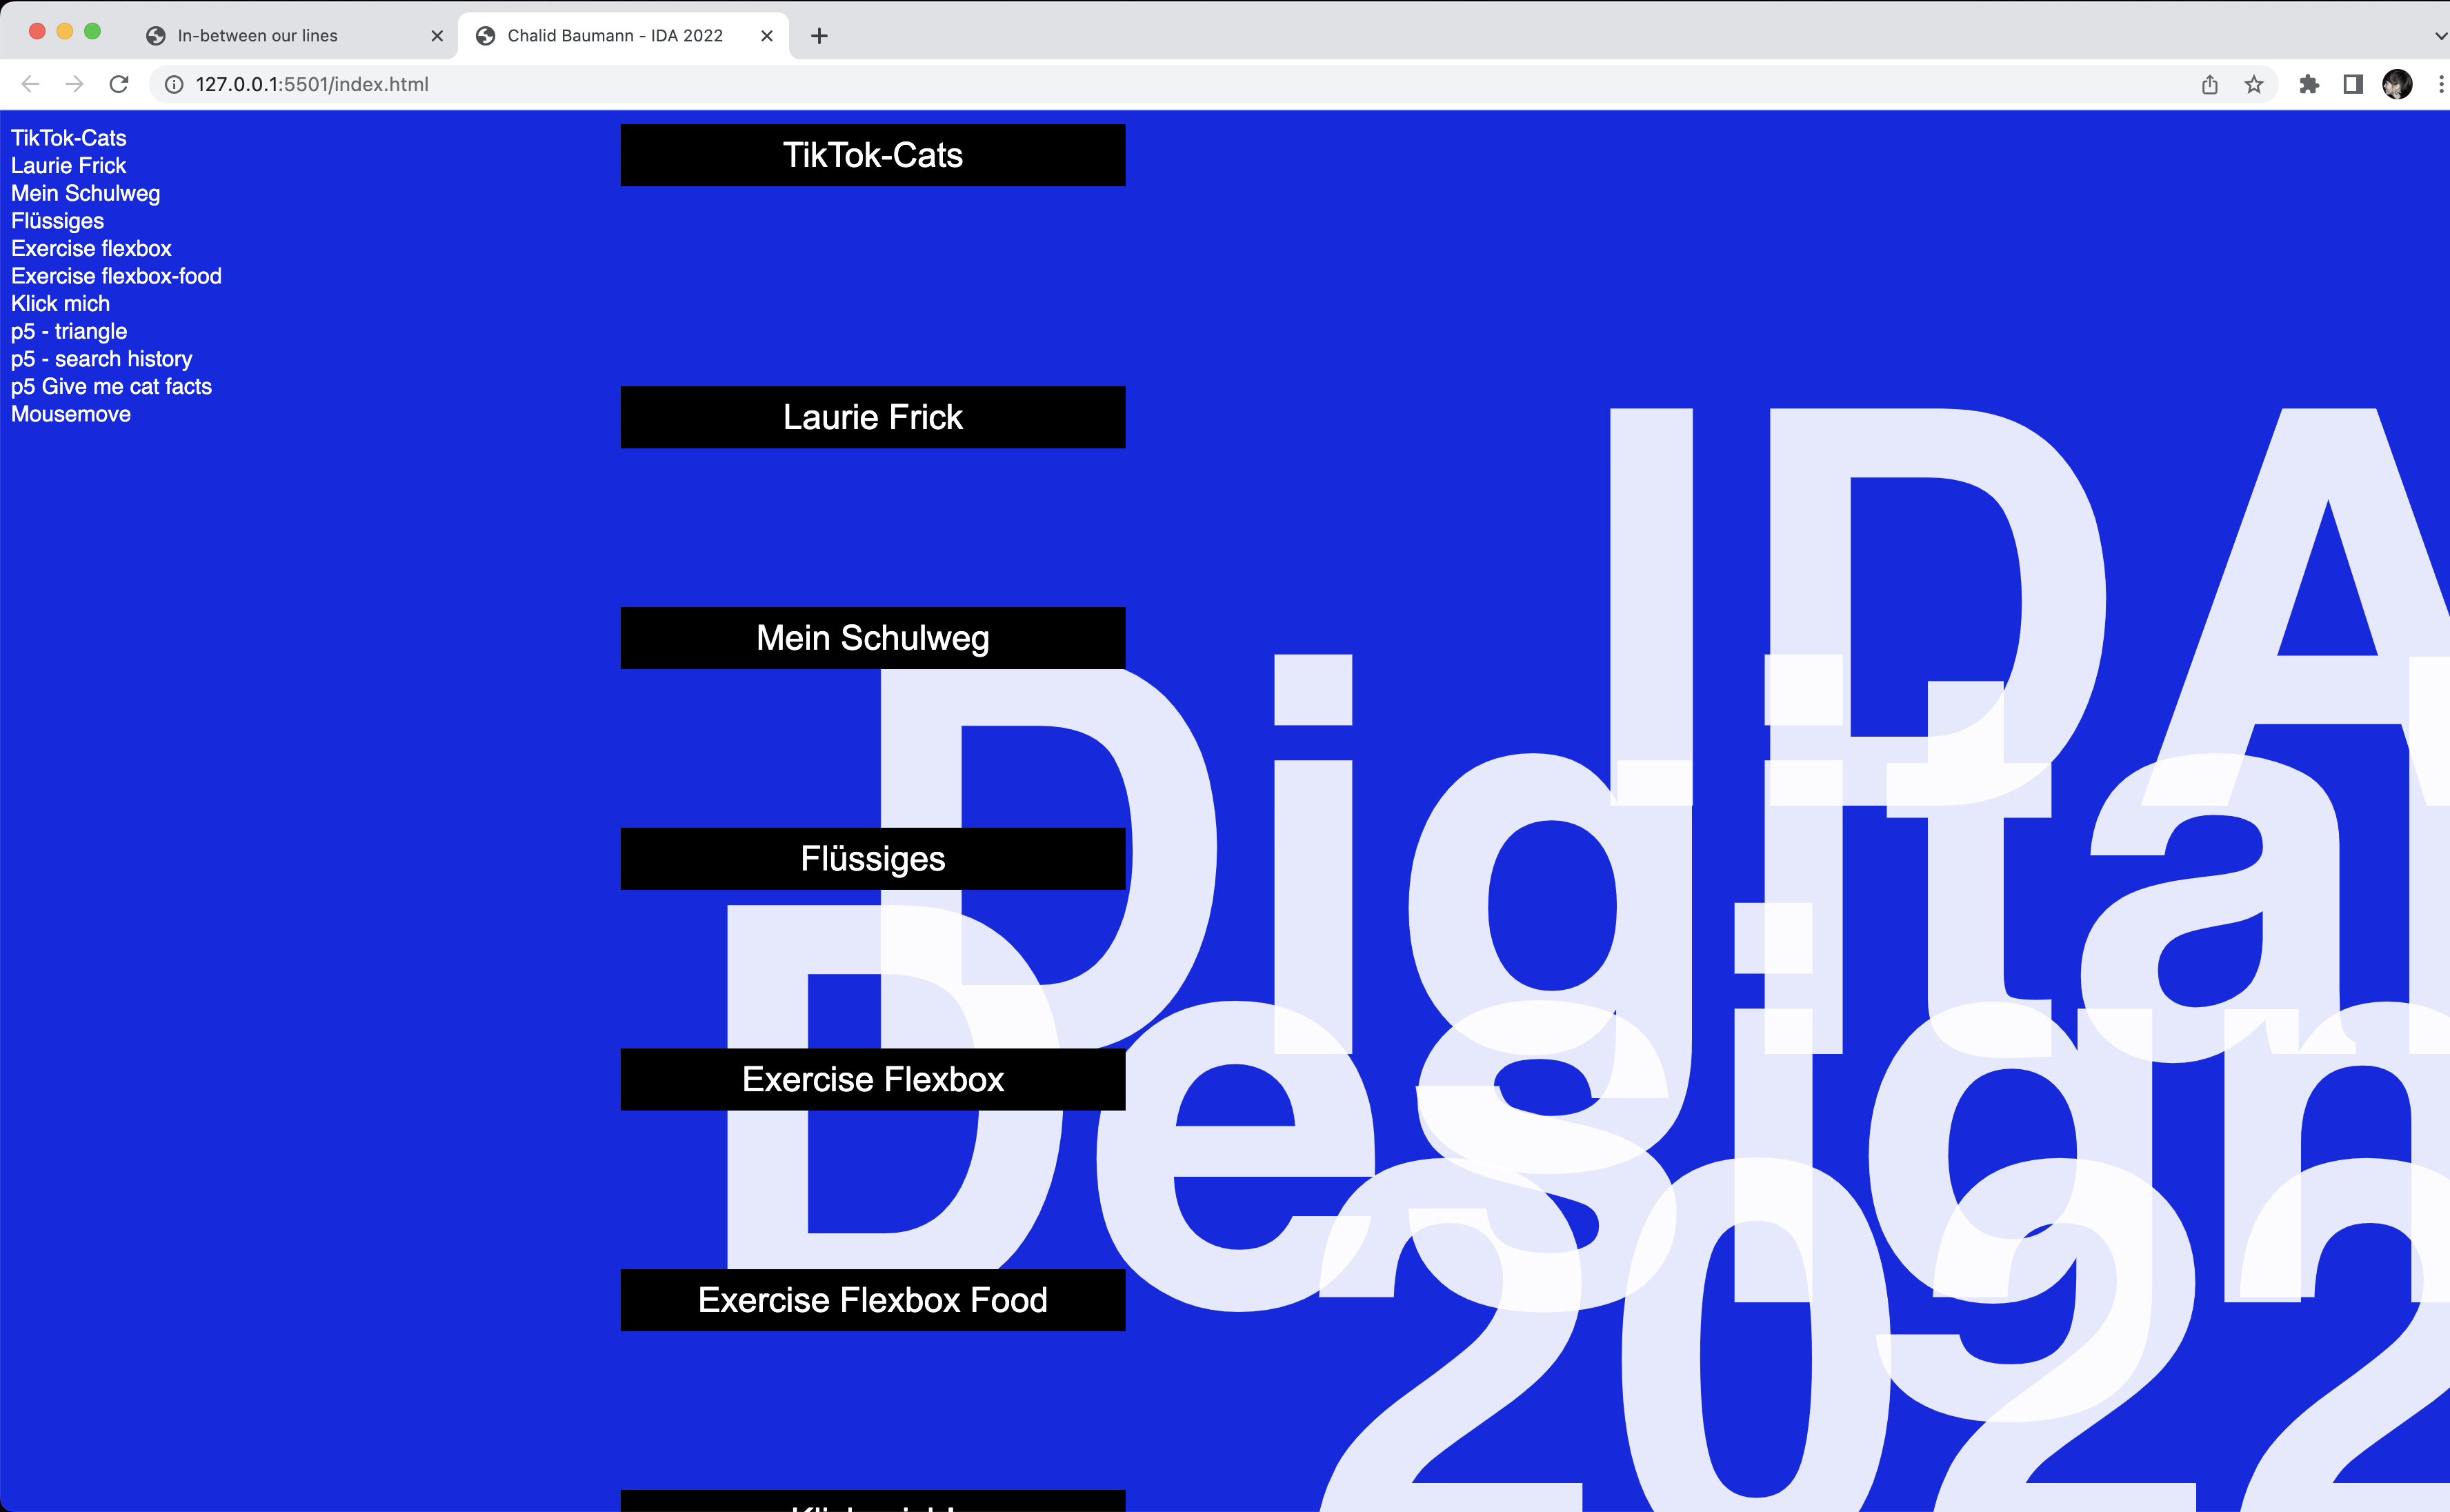 In-between our lines
Chalid Baumann - IDA 2022
127.0.0.1:5501/index.html
TikTok-Cats
Laurie Frick
Mein Schulweg
Flüssiges
Exercise flexbox
Exercise flexbox-food
Klick mich
p5 - triangle
p5 - search history
p5 Give me cat facts
Mousemove
TikTok-Cats
Laurie Frick
Mein Schulweg
Flüssiges
Exercise Flexbox
Exercise Flexbox Food
IDA
Digital
Design
2022